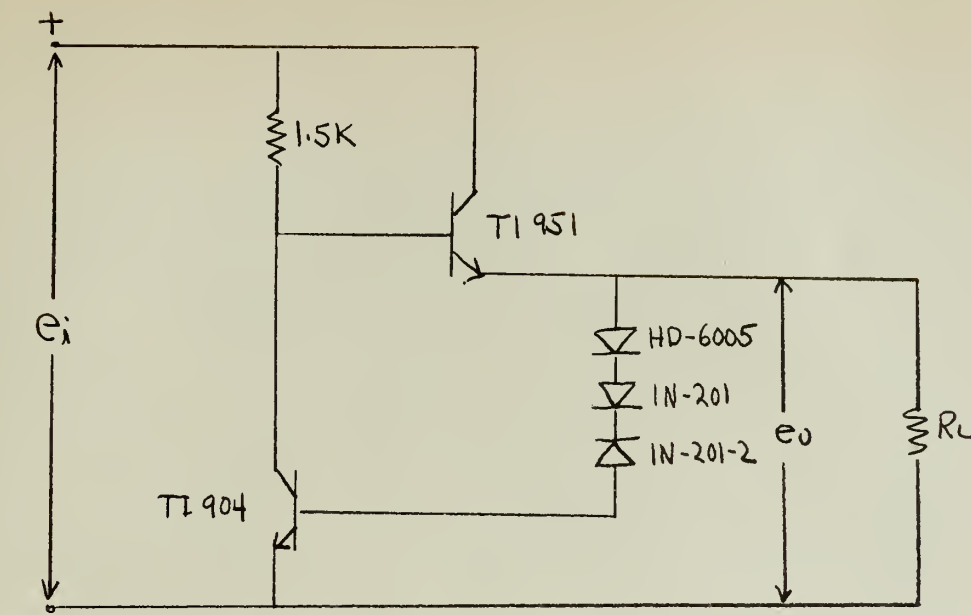 +
1.5K
TI 951
ei
HD-6005
IN-201
eo
IN-201-2
RL
TI 904